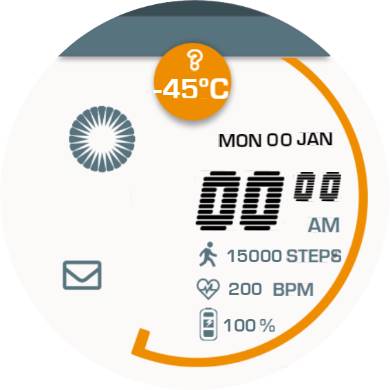 ?
-45°C
MON 00 JAN
00 00
AM
15000 STEPS
200 BPM
100 %